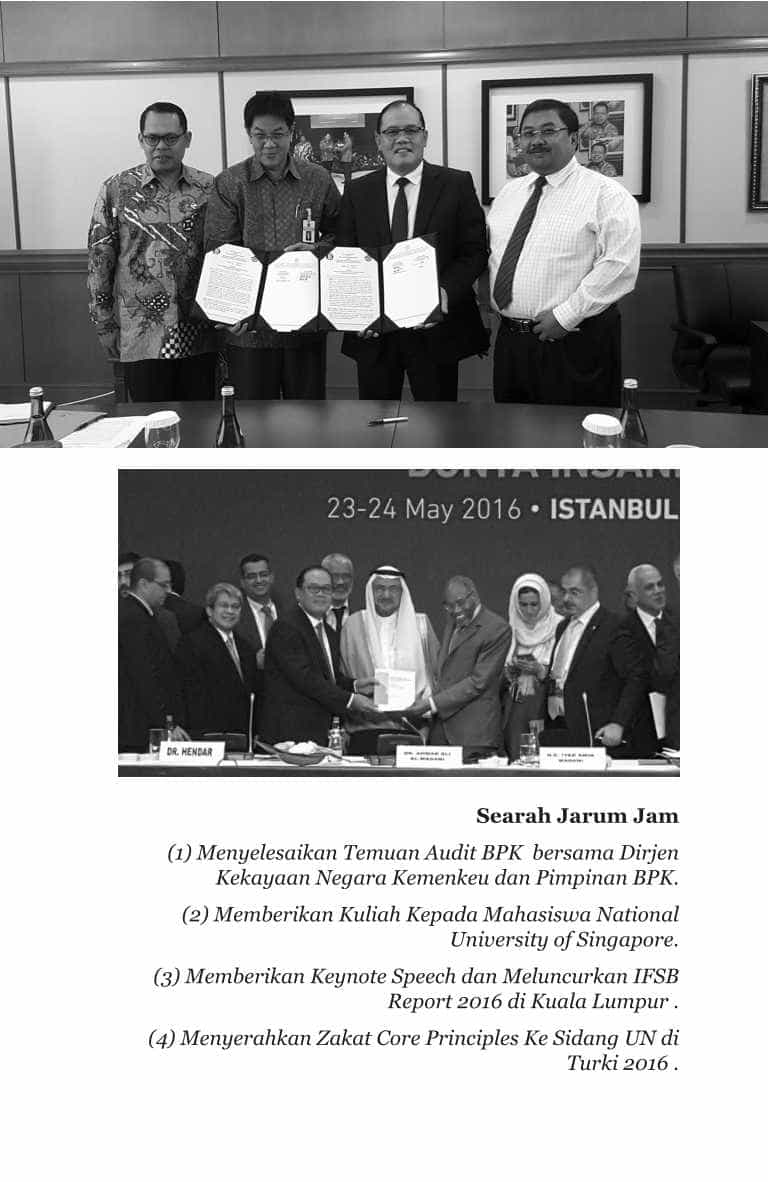 DÜNYA İNSANİ
23-24 May 2016 • ISTANBUL
DR. HENDAR
DR. AHMAD ALI
AL-MADANI
MADANI
Searah Jarum Jam
(1) Menyelesaikan Temuan Audit BPK bersama Dirjen
Kekayaan Negara Kemenkeu dan Pimpinan BPK.
(2) Memberikan Kuliah Kepada Mahasiswa National
University of Singapore.
(3) Memberikan Keynote Speech dan Meluncurkan IFSB
Report 2016 di Kuala Lumpur .
(4) Menyerahkan Zakat Core Principles Ke Sidang UN di
Turki 2016 .